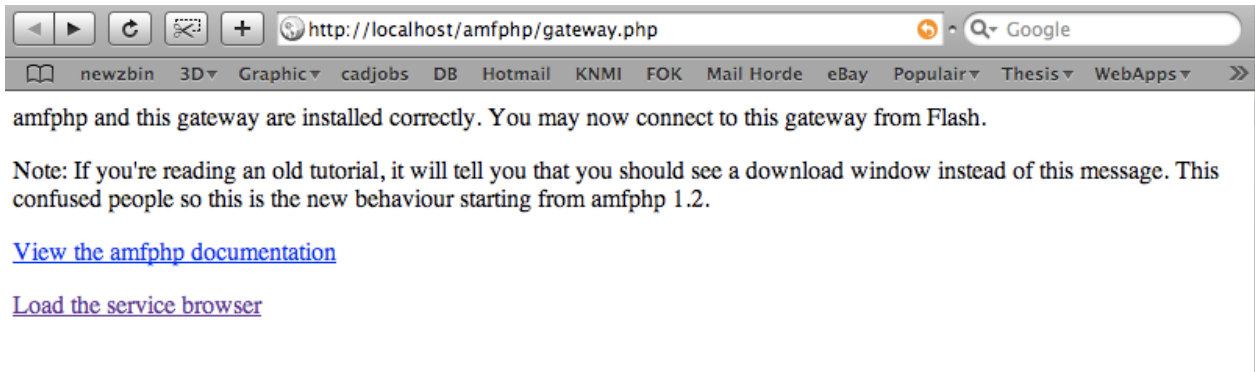 http://localhost/amfphp/gateway.php Google
newzbin 3D Graphic cadjobs DB Hotmail KNMI FOK Mail Horde eBay Populair Thesis WebApps
amfphp and this gateway are installed correctly. You may now connect to this gateway from Flash.
Note: If you're reading an old tutorial, it will tell you that you should see a download window instead of this message. This
confused people so this is the new behaviour starting from amfphp 1.2.
View the amfphp documentation
Load the service browser